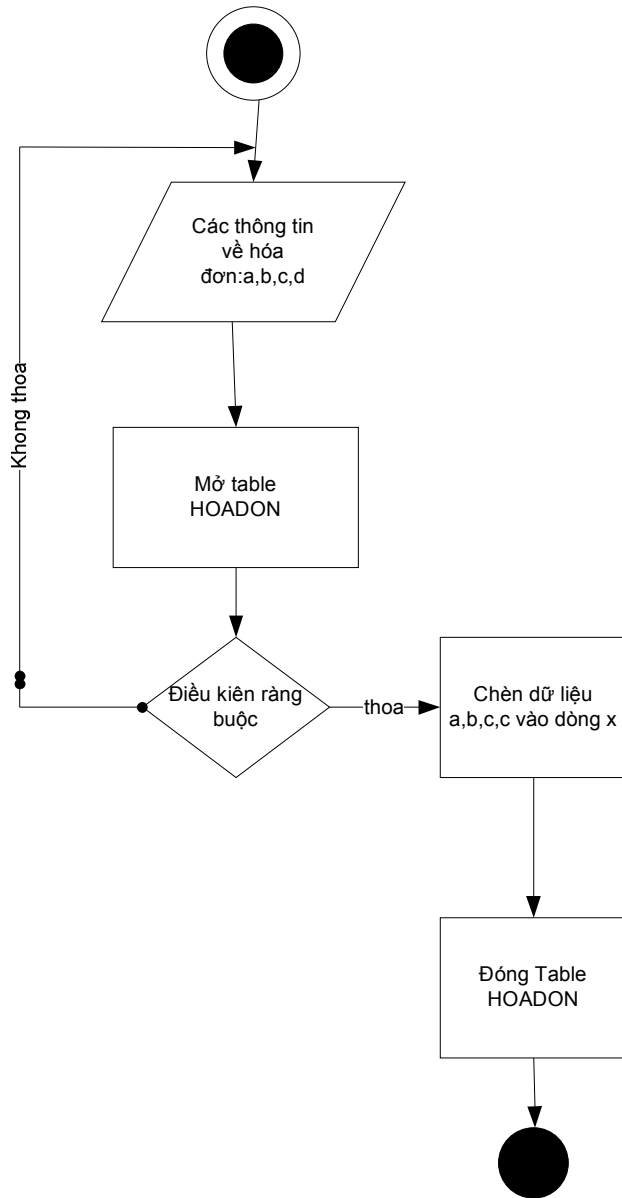 Các thông tin
về hóa
đơn:a,b,c,d
Khong thoa
Mở table
HOADON
Điều kiên ràng
buộc
thoa
Chèn dữ liệu
a,b,c,c vào dòng x
Đóng Table
HOADON